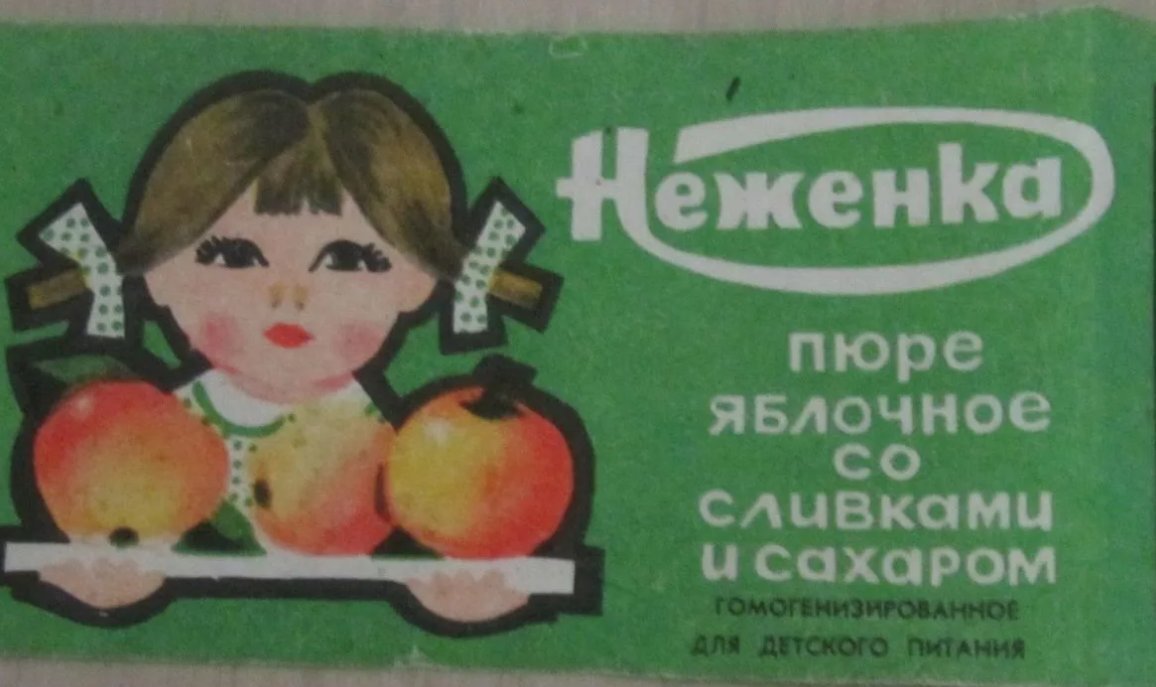 Неженка
пюре
яблочное
со
сливками
и сахаром
ГОМОГЕНИЗИРОВАННОЕ
ДЛЯ ДЕТСКОГО ПИТАНИЯ